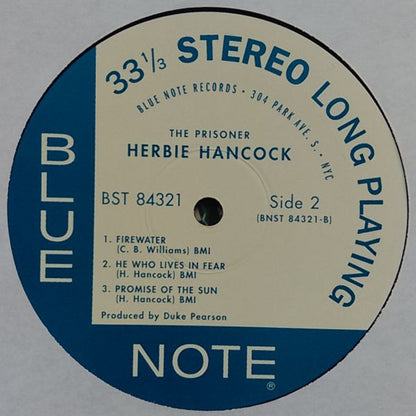 33 1/3 STEREO LONG PLAYING
BLUE NOTE RECORDS • 304 PARK AVE. S. • NYC
THE PRISONER
HERBIE HANCOCK
BST 84321
Side 2
(BNST 84321-B)
1. FIREWATER
(C. B. Williams) BMI
2. HE WHO LIVES IN FEAR
(H. Hancock) BMI
3. PROMISE OF THE SUN
(H. Hancock) BMI
Produced by Duke Pearson
BLUE
NOTE®